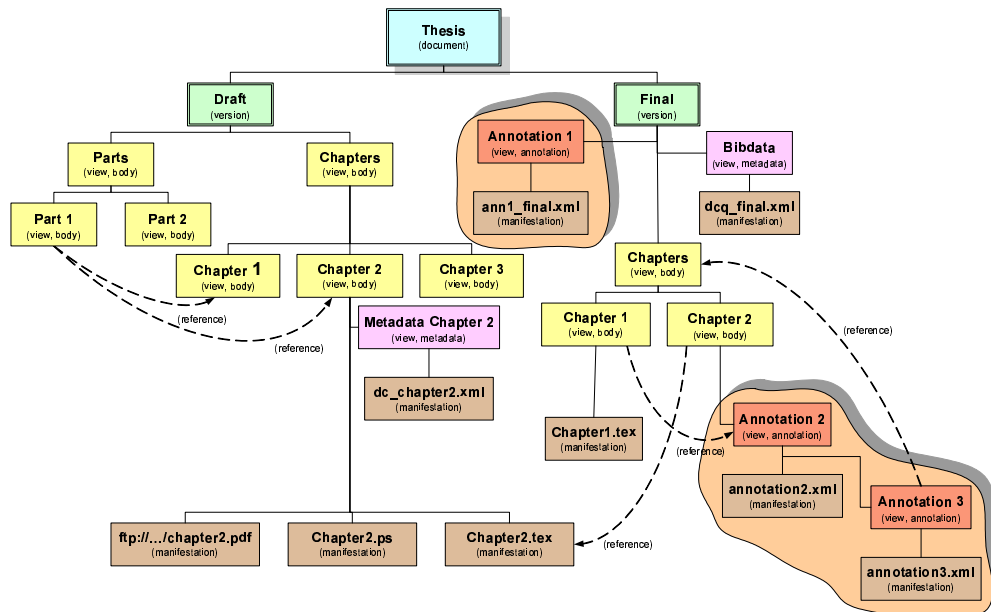 Thesis
(document)
Draft
(version)
Final
(version)
Parts
(view, body)
Chapters
(view, body)
Annotation 1
(view, annotation)
Bibdata
(view, metadata)
ann1_final.xml
(manifestation)
dcq_final.xml
(manifestation)
Part 1
(view, body)
Part 2
(view, body)
Chapter 1
(view, body)
Chapter 2
(view, body)
Chapter 3
(view, body)
Chapters
(view, body)
(reference)
(reference)
Metadata Chapter 2
(view, metadata)
Chapter 1
(view, body)
Chapter 2
(view, body)
(reference)
dc_chapter2.xml
(manifestation)
Chapter1.tex
(manifestation)
(reference)
Annotation 2
(view, annotation)
annotation2.xml
(manifestation)
Annotation 3
(view, annotation)
ftp://.../chapter2.pdf
(manifestation)
Chapter2.ps
(manifestation)
Chapter2.tex
(manifestation)
(reference)
annotation3.xml
(manifestation)